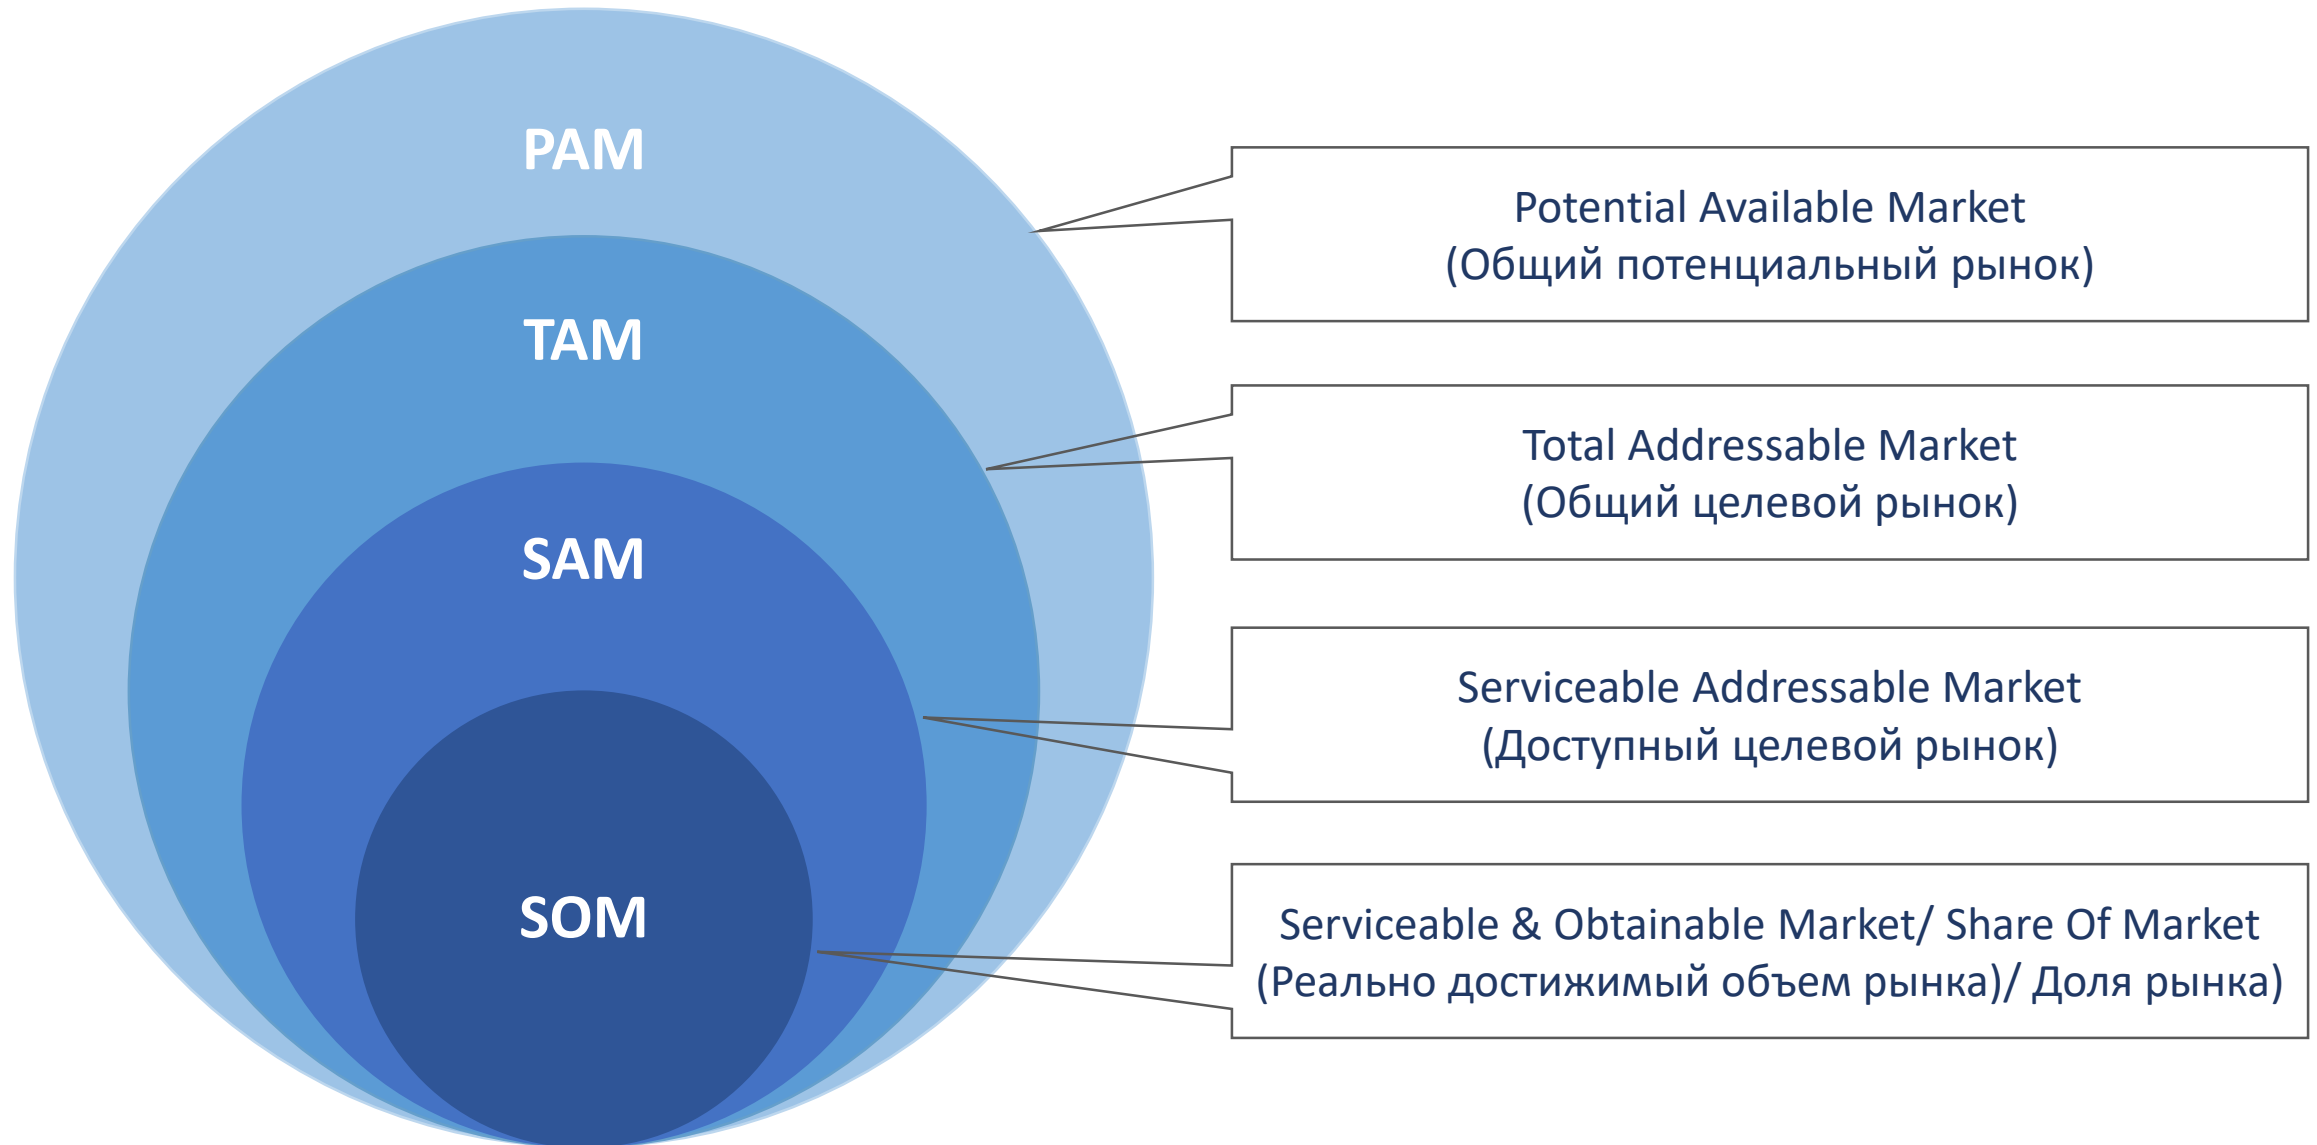 PAM
Potential Available Market
(Общий потенциальный рынок)
TAM
Total Addressable Market
(Общий целевой рынок)
SAM
Serviceable Addressable Market
(Доступный целевой рынок)
SOM
Serviceable & Obtainable Market/ Share Of Market
(Реально достижимый объем рынка)/ Доля рынка)